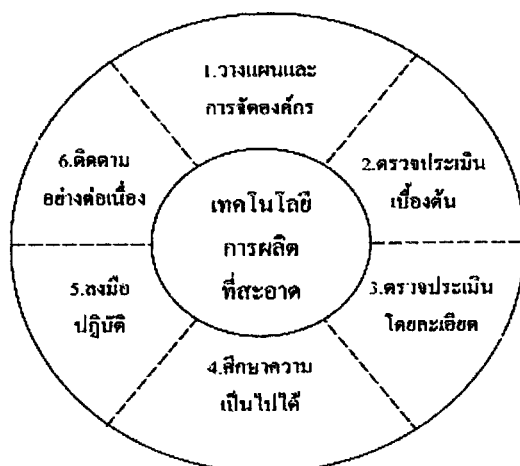 1.วางแผนและ
การจัดองค์กร
2.ตรวจประเมิน
เบื้องต้น
3.ตรวจประเมิน
โดยละเอียด
4.ศึกษาความ
เป็นไปได้
5.ลงมือ
ปฏิบัติ
6.ติดตาม
อย่างต่อเนื่อง
เทคโนโลยี
การผลิต
ที่สะอาด